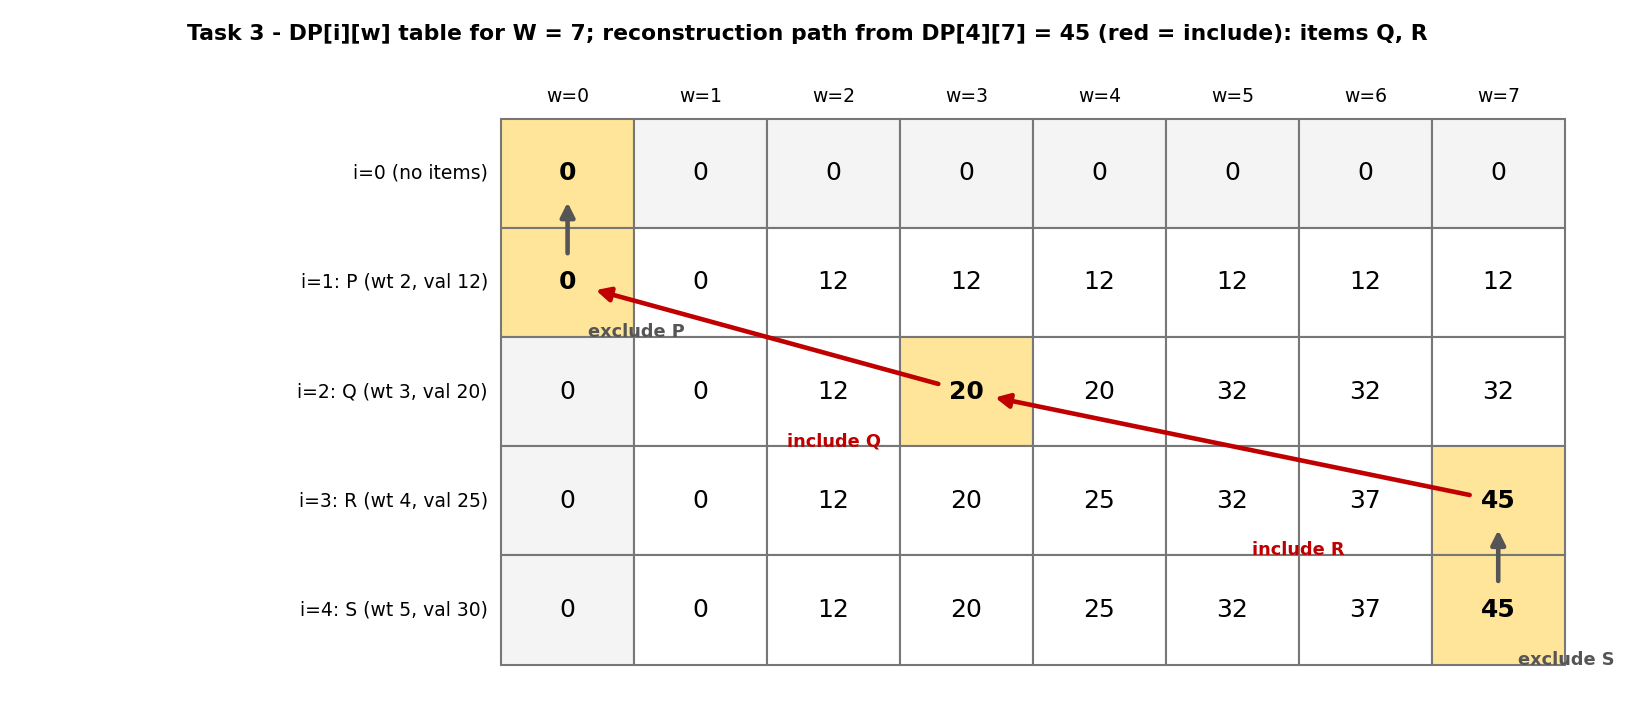 Task 3 - DP[i][w] table for W = 7; reconstruction path from DP[4][7] = 45 (red = include): items Q, R
w=0 w=1 w=2 w=3 w=4 w=5 w=6 w=7
i=0 (no items) 0 0 0 0 0 0 0 0
i=1: P (wt 2, val 12) 0 0 12 12 12 12 12 12
exclude P
i=2: Q (wt 3, val 20) 0 0 12 20 20 32 32 32
include Q
i=3: R (wt 4, val 25) 0 0 12 20 25 32 37 45
include R
i=4: S (wt 5, val 30) 0 0 12 20 25 32 37 45
exclude S